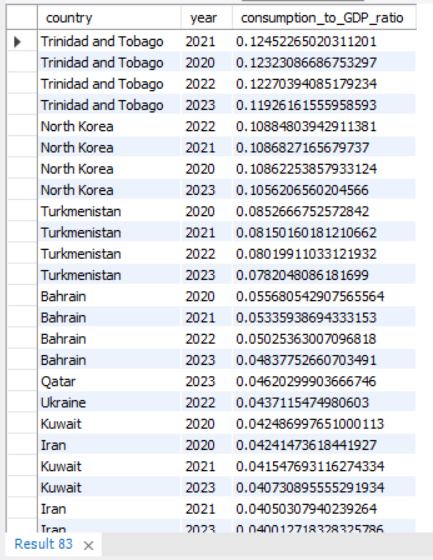 country year consumption_to_GDP_ratio
Trinidad and Tobago 2021 0.12452265020311201
Trinidad and Tobago 2020 0.12323086686753297
Trinidad and Tobago 2022 0.12270394085179234
Trinidad and Tobago 2023 0.11926161555958593
North Korea 2022 0.10884803942911381
North Korea 2021 0.1086827165679737
North Korea 2020 0.10862253857933124
North Korea 2023 0.1056206560204566
Turkmenistan 2020 0.0852666752572842
Turkmenistan 2021 0.08150160181210662
Turkmenistan 2022 0.08019911033121932
Turkmenistan 2023 0.0782048086181699
Bahrain 2020 0.055680542907565564
Bahrain 2021 0.05335938694333153
Bahrain 2022 0.05025363007096818
Bahrain 2023 0.04837752660703491
Qatar 2023 0.04620299903666746
Ukraine 2022 0.0437115474980603
Kuwait 2020 0.042486997651000113
Iran 2020 0.04241473618441927
Kuwait 2021 0.041547693116274334
Kuwait 2023 0.040730895555291934
Iran 2021 0.04050307940239264
Iran 2023 0.040012718328325786
Result 83